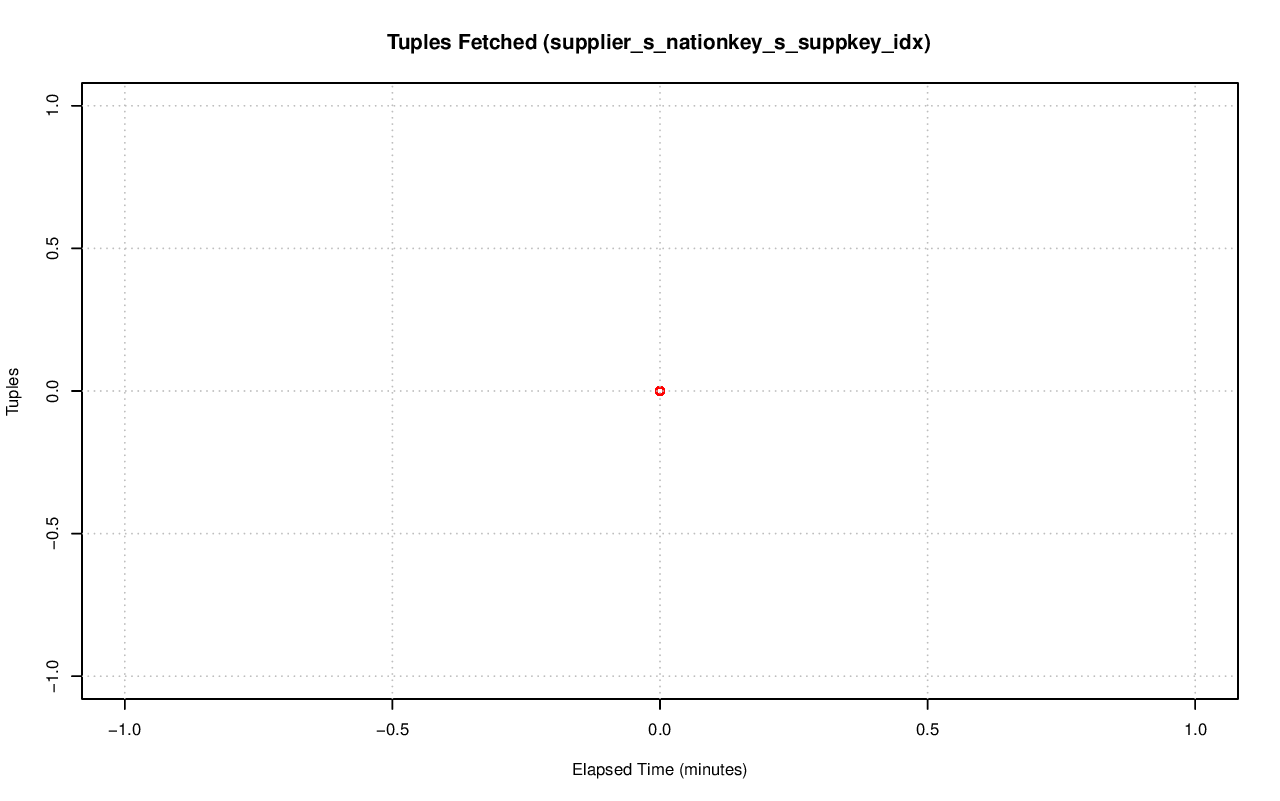 Tuples Fetched (supplier_s_nationkey_s_suppkey_idx)
1.0
0.5
0.0
−0.5
−1.0
Tuples
−1.0 −0.5 0.0 0.5 1.0
Elapsed Time (minutes)